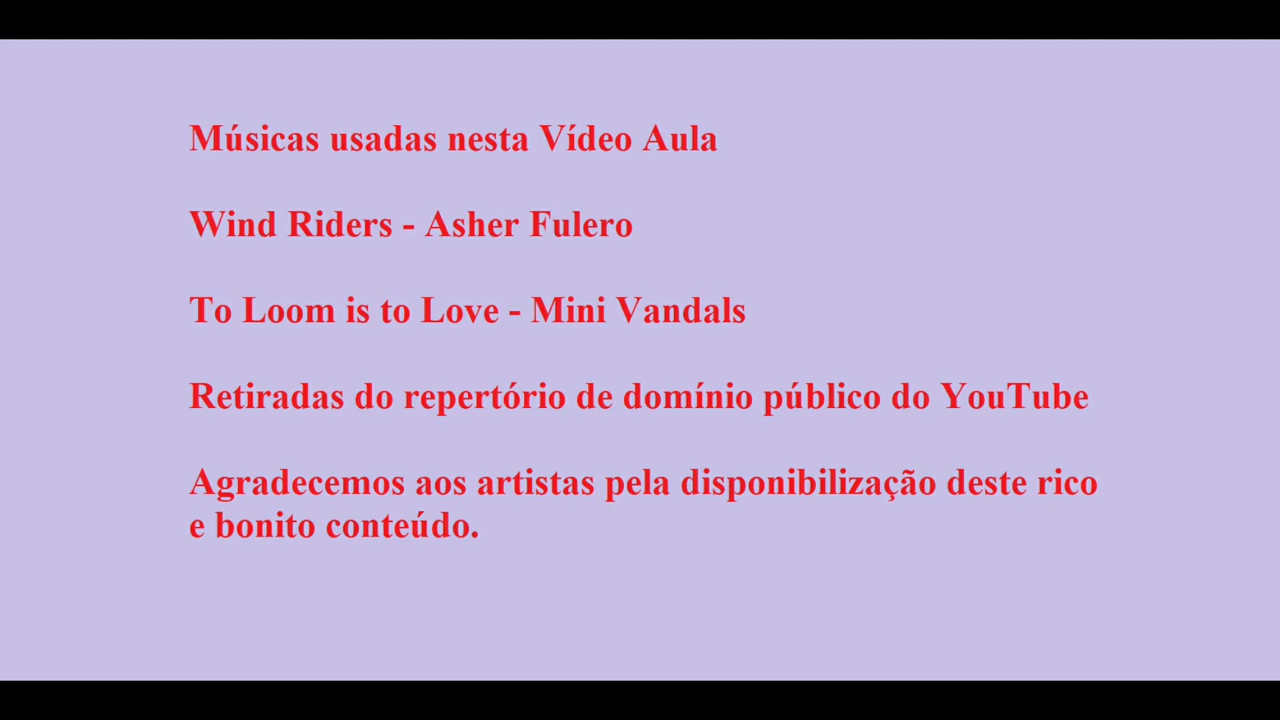 Músicas usadas nesta Vídeo Aula
Wind Riders - Asher Fulero
To Loom is to Love - Mini Vandals
Retiradas do repertório de domínio público do YouTube
Agradecemos aos artistas pela disponibilização deste rico
e bonito conteúdo.